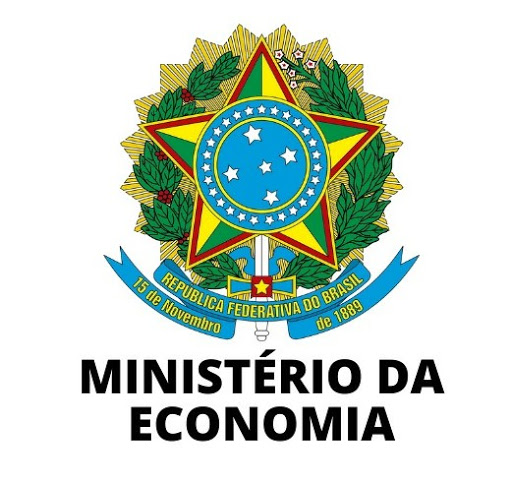 REPÚBLICA FEDERATIVA DO BRASIL
15 de Novembro
de 1889
MINISTÉRIO DA
ECONOMIA